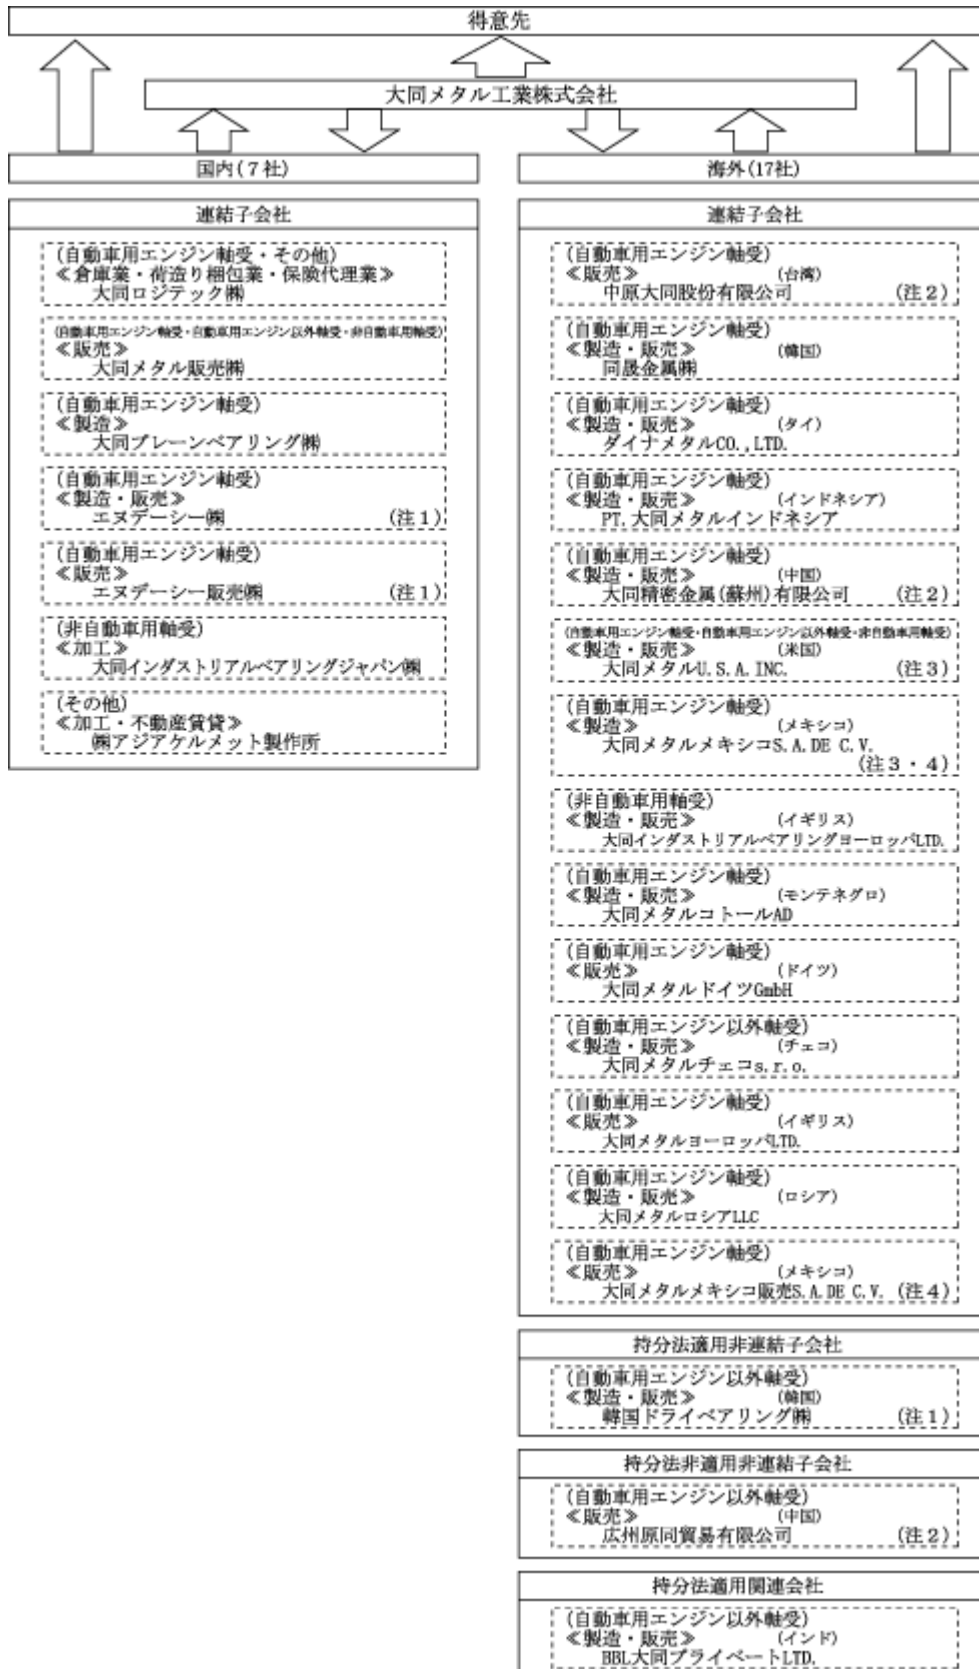 得意先
大同メタル工業株式会社
国内(７社)
連結子会社
(自動車用エンジン軸受・その他)
≪倉庫業・荷造り梱包業・保険代理業≫
大同ロジテック㈱
(自動車用エンジン軸受・自動車用エンジン以外軸受・非自動車用軸受)
≪販売≫
大同メタル販売㈱
(自動車用エンジン軸受)
≪製造≫
大同プレーンベアリング㈱
(自動車用エンジン軸受)
≪製造・販売≫
エヌデーシー㈱ (注１)
(自動車用エンジン軸受)
≪販売≫
エヌデーシー販売㈱ (注１)
(非自動車用軸受)
≪加工≫
大同インダストリアルベアリングジャパン㈱
(その他)
≪加工・不動産賃貸≫
㈱アジアケルメット製作所
海外(17社)
連結子会社
(自動車用エンジン軸受)
≪販売≫ (台湾)
中原大同股份有限公司 (注２)
(自動車用エンジン軸受)
≪製造・販売≫ (韓国)
同晟金属㈱
(自動車用エンジン軸受)
≪製造・販売≫ (タイ)
ダイナメタルCO.,LTD.
(自動車用エンジン軸受)
≪製造・販売≫ (インドネシア)
PT.大同メタルインドネシア
(自動車用エンジン軸受)
≪製造・販売≫ (中国)
大同精密金属(蘇州)有限公司 (注２)
(自動車用エンジン軸受・自動車用エンジン以外軸受・非自動車用軸受)
≪製造・販売≫ (米国)
大同メタルU.S.A.INC. (注３)
(自動車用エンジン軸受)
≪製造≫ (メキシコ)
大同メタルメキシコS.A.DE C.V.
(注３・４)
(非自動車用軸受)
≪製造・販売≫ (イギリス)
大同インダストリアルベアリングヨーロッパLTD.
(自動車用エンジン軸受)
≪製造・販売≫ (モンテネグロ)
大同メタルコトールAD
(自動車用エンジン軸受)
≪販売≫ (ドイツ)
大同メタルドイツGmbH
(自動車用エンジン以外軸受)
≪製造・販売≫ (チェコ)
大同メタルチェコs.r.o.
(自動車用エンジン軸受)
≪販売≫ (イギリス)
大同メタルヨーロッパLTD.
(自動車用エンジン軸受)
≪製造・販売≫ (ロシア)
大同メタルロシアLLC
(自動車用エンジン軸受)
≪販売≫ (メキシコ)
大同メタルメキシコ販売S.A.DE C.V. (注４)
持分法適用非連結子会社
(自動車用エンジン以外軸受)
≪製造・販売≫ (韓国)
韓国ドライベアリング㈱ (注１)
持分法非適用非連結子会社
(自動車用エンジン以外軸受)
≪販売≫ (中国)
広州原同貿易有限公司 (注２)
持分法適用関連会社
(自動車用エンジン以外軸受)
≪製造・販売≫ (インド)
BBL大同プライベートLTD.